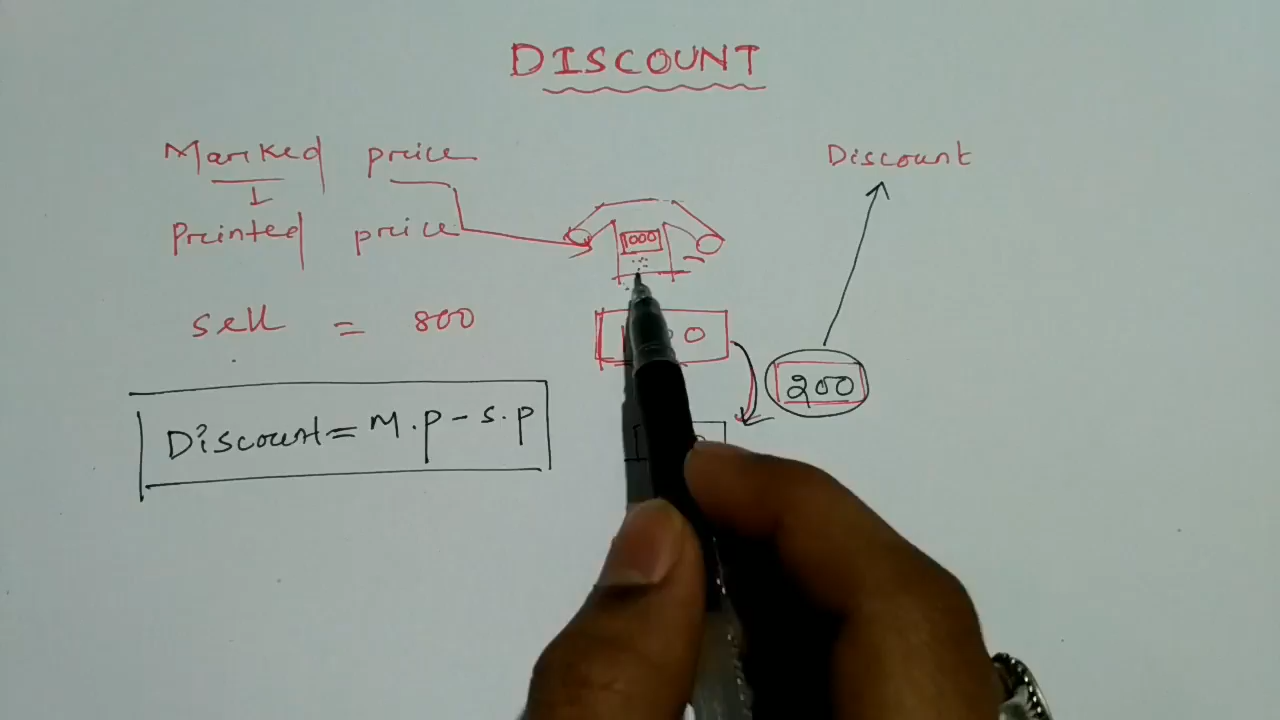 DISCOUNT
Marked price
Printed price
1000
Discount
sell = 800
200
Discount = M.P - S.P